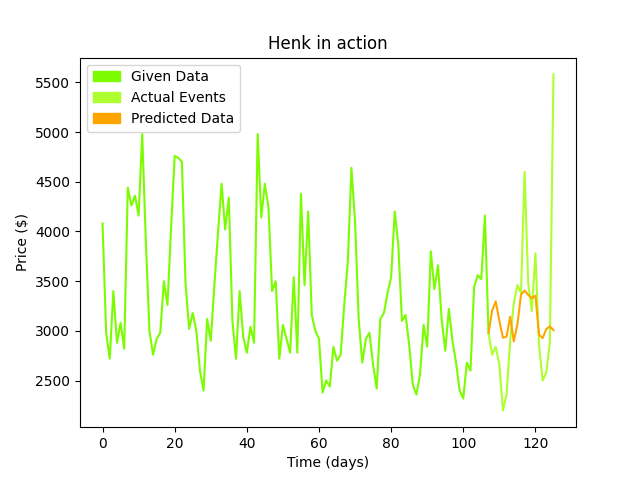 Henk in action
Given Data
Actual Events
Predicted Data
5500
5000
4500
4000
3500
3000
2500
Price ($)
0 20 40 60 80 100 120
Time (days)